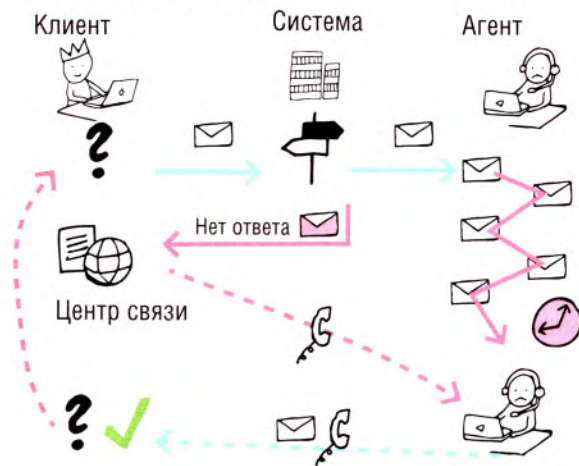 Клиент
Система
Агент
?
Нет ответа
Центр связи
?